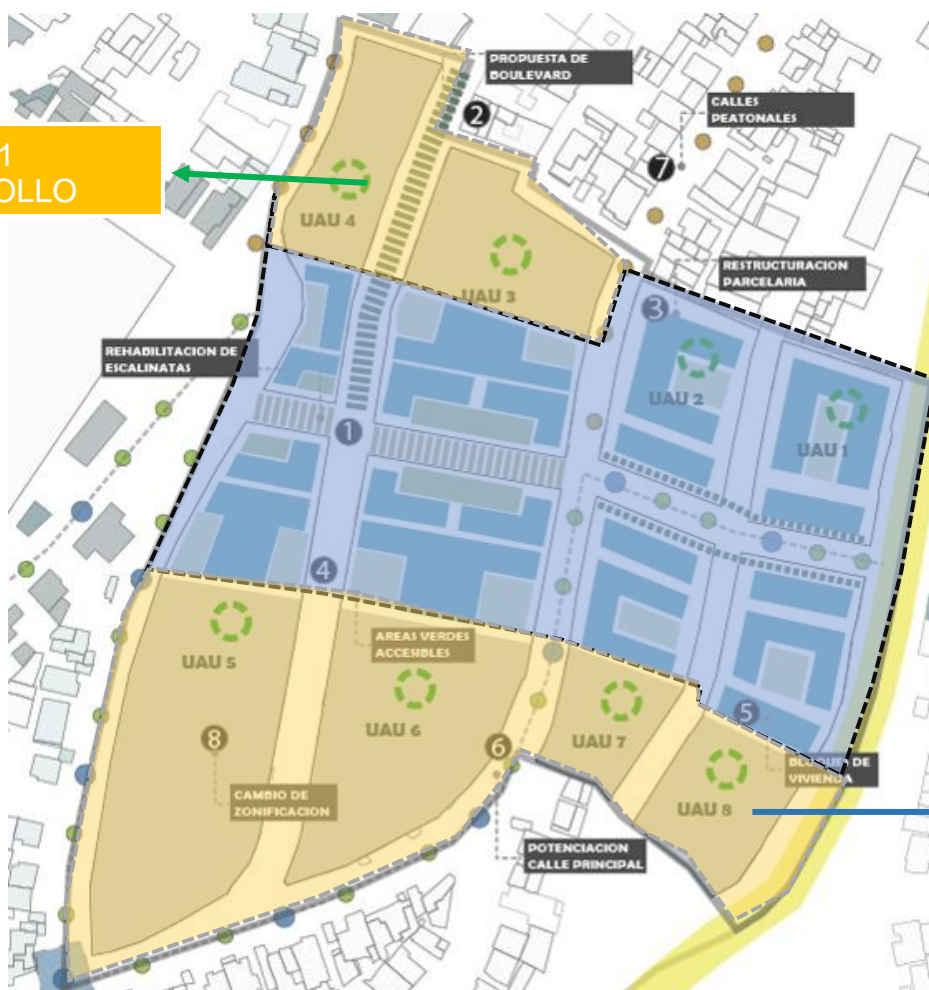 PROPUESTA DE
BOULEVARD
2
CALLES
PEATONALES
7
1
OLLO
UAU 4
UAU 3
RESTRUCTURACION
PARCELARIA
3
REHABILITACION DE
ESCALINATAS
UAU 2
UAU 1
1
4
AREAS VERDES
ACCESIBLES
UAU 5
UAU 6
8
6
UAU 7
5
BLOQUES DE
VIVIENDA
CAMBIO DE
ZONIFICACION
UAU 8
POTENCIACION
CALLE PRINCIPAL